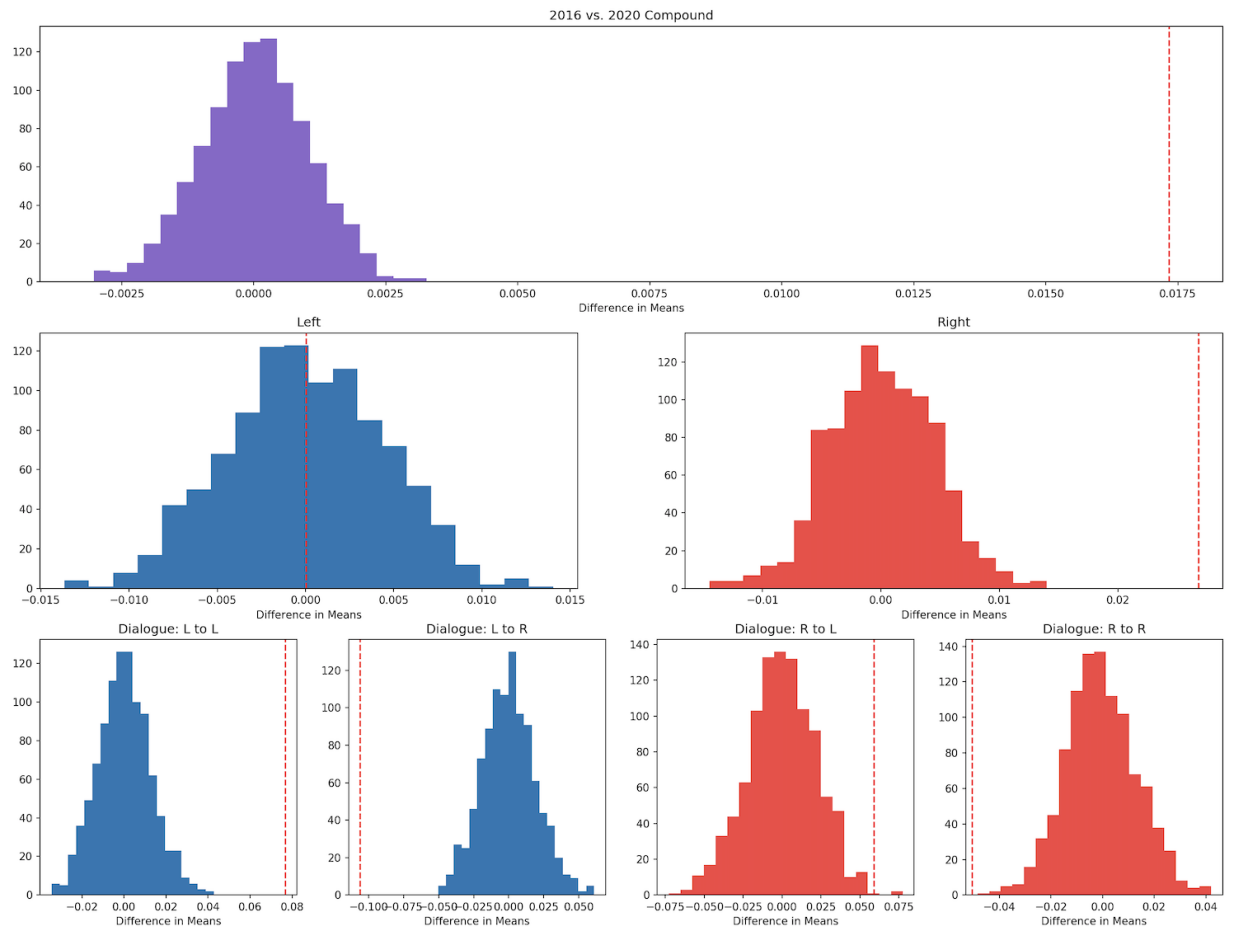 2016 vs. 2020 Compound
120
100
80
60
40
20
0
−0.0025 0.0000 0.0025 0.0050 0.0075 0.0100 0.0125 0.0150 0.0175
Difference in Means
Left
120
100
80
60
40
20
0
−0.015 −0.010 −0.005 0.000 0.005 0.010 0.015
Difference in Means
Right
120
100
80
60
40
20
0
−0.01 0.00 0.01 0.02
Difference in Means
Dialogue: L to L
120
100
80
60
40
20
0
−0.02 0.00 0.02 0.04 0.06 0.08
Difference in Means
Dialogue: L to R
120
100
80
60
40
20
0
−0.100 −0.075 −0.050 −0.025 0.000 0.025 0.050
Difference in Means
Dialogue: R to L
140
120
100
80
60
40
20
0
−0.075 −0.050 −0.025 0.000 0.025 0.050 0.075
Difference in Means
Dialogue: R to R
140
120
100
80
60
40
20
0
−0.04 −0.02 0.00 0.02 0.04
Difference in Means